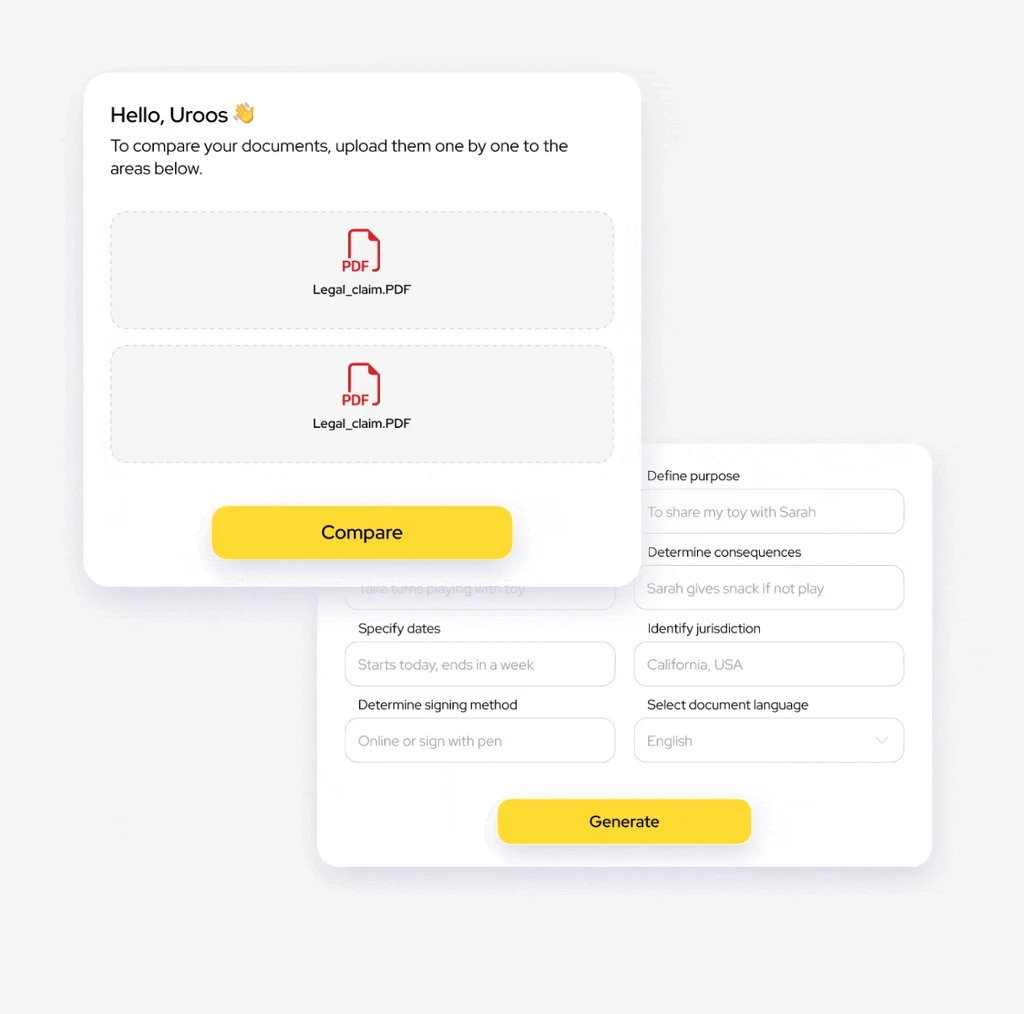 Hello, Uroos 👋
To compare your documents, upload them one by one to the
areas below.
PDF
Legal_claim.PDF
PDF
Legal_claim.PDF
Compare
Define purpose
To share my toy with Sarah
Determine consequences
Take turns playing with toy
Sarah gives snack if not play
Specify dates
Identify jurisdiction
Starts today, ends in a week
California, USA
Determine signing method
Select document language
Online or sign with pen
English
Generate